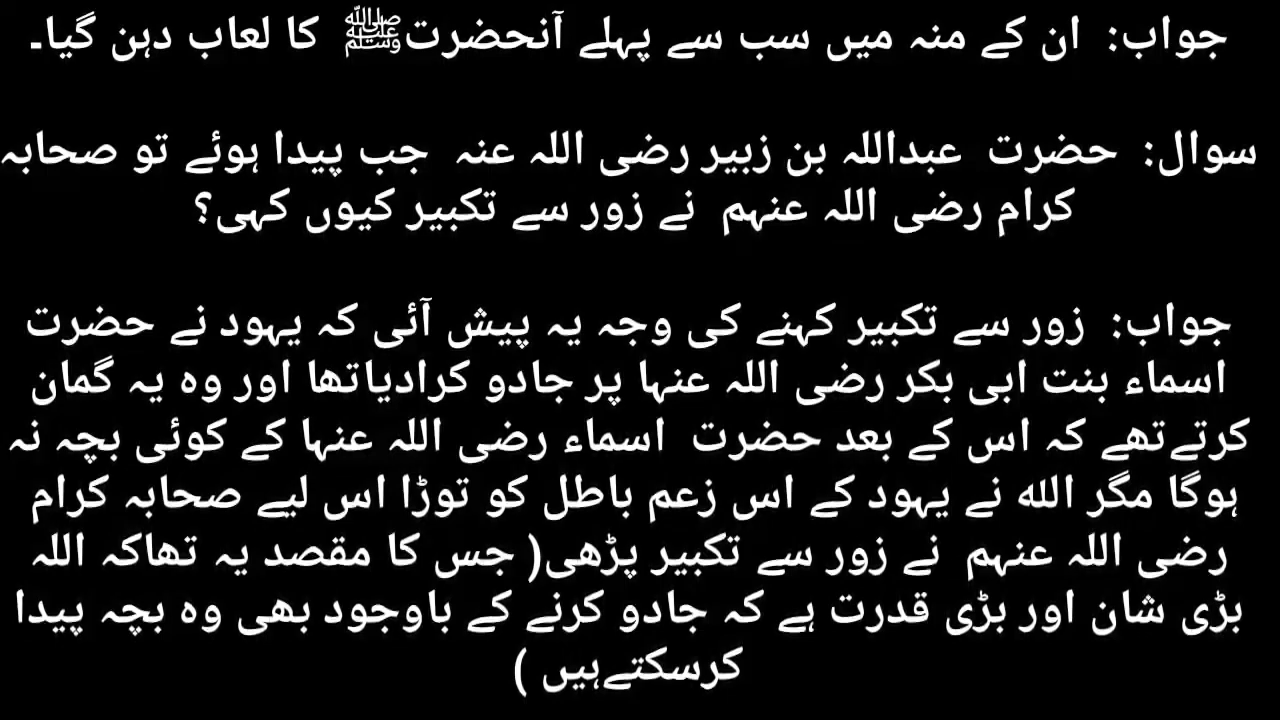 جواب: ان کے منہ میں سب سے پہلے آنحضرتﷺ کا لعاب دہن گیا۔
سوال: حضرت عبداللہ بن زبیر رضی اللہ عنہ جب پیدا ہوئے تو صحابہ
کرام رضی اللہ عنہم نے زور سے تکبیر کیوں کہی؟
جواب: زور سے تکبیر کہنے کی وجہ یہ پیش آئی کہ یہود نے حضرت
اسماء بنت ابی بکر رضی اللہ عنہا پر جادو کرادیاتھا اور وہ یہ گمان
کرتےتھے کہ اس کے بعد حضرت اسماء رضی اللہ عنہا کے کوئی بچہ نہ
ہوگا مگر الله نے یہود کے اس زعم باطل کو توڑا اس لیے صحابہ کرام
رضی اللہ عنہم نے زور سے تکبیر پڑھی( جس کا مقصد یہ تھاکہ اللہ
بڑی شان اور بڑی قدرت ہے کہ جادو کرنے کے باوجود بھی وہ بچہ پیدا
کرسکتےہیں )